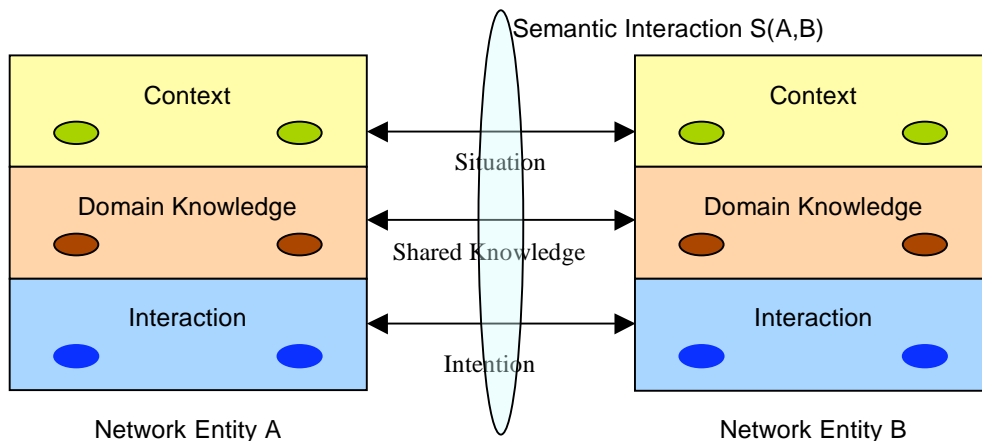 Semantic Interaction S(A,B)
Context
Context
Situation
Domain Knowledge
Domain Knowledge
Shared Knowledge
Interaction
Interaction
Intention
Network Entity A
Network Entity B